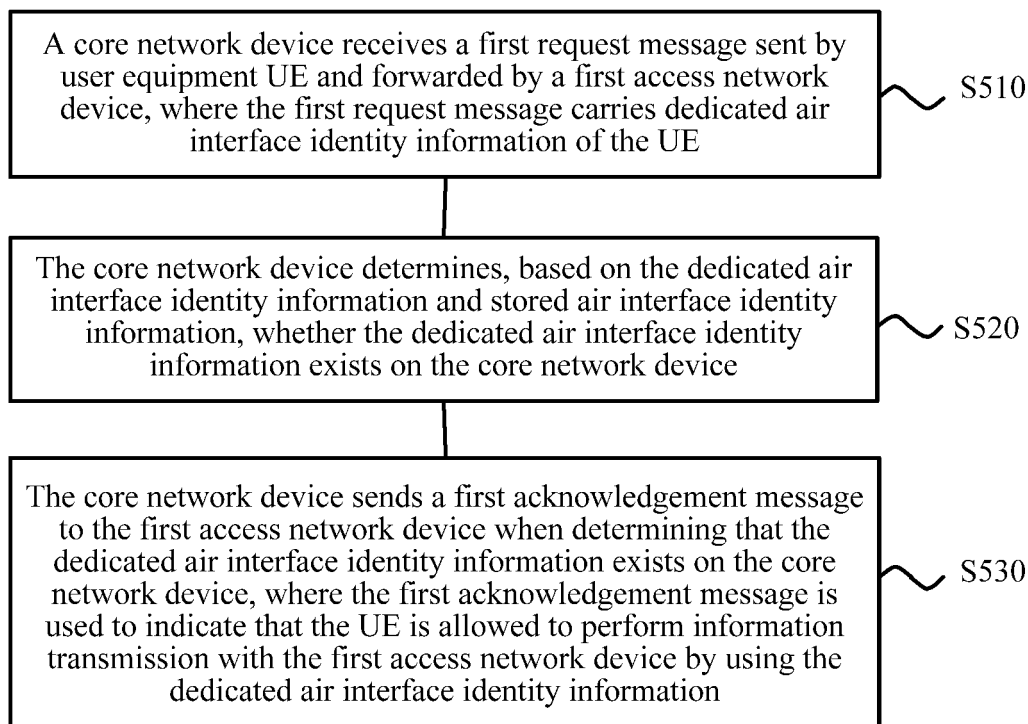 A core network device receives a first request message sent by
user equipment UE and forwarded by a first access network
device, where the first request message carries dedicated air
interface identity information of the UE
S510
The core network device determines, based on the dedicated air
interface identity information and stored air interface identity
information, whether the dedicated air interface identity
information exists on the core network device
S520
The core network device sends a first acknowledgement message
to the first access network device when determining that the
dedicated air interface identity information exists on the core
network device, where the first acknowledgement message is
used to indicate that the UE is allowed to perform information
transmission with the first access network device by using the
dedicated air interface identity information
S530